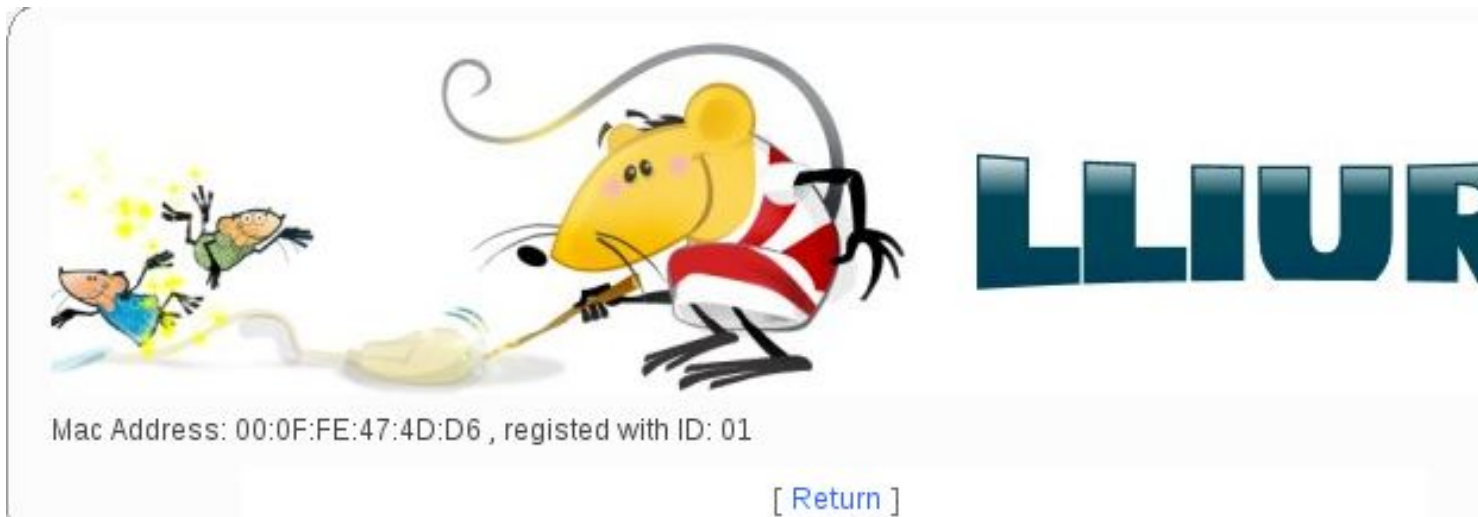 LLIUR
Mac Address: 00:0F:FE:47:4D:D6 , registed with ID: 01
[ Return ]